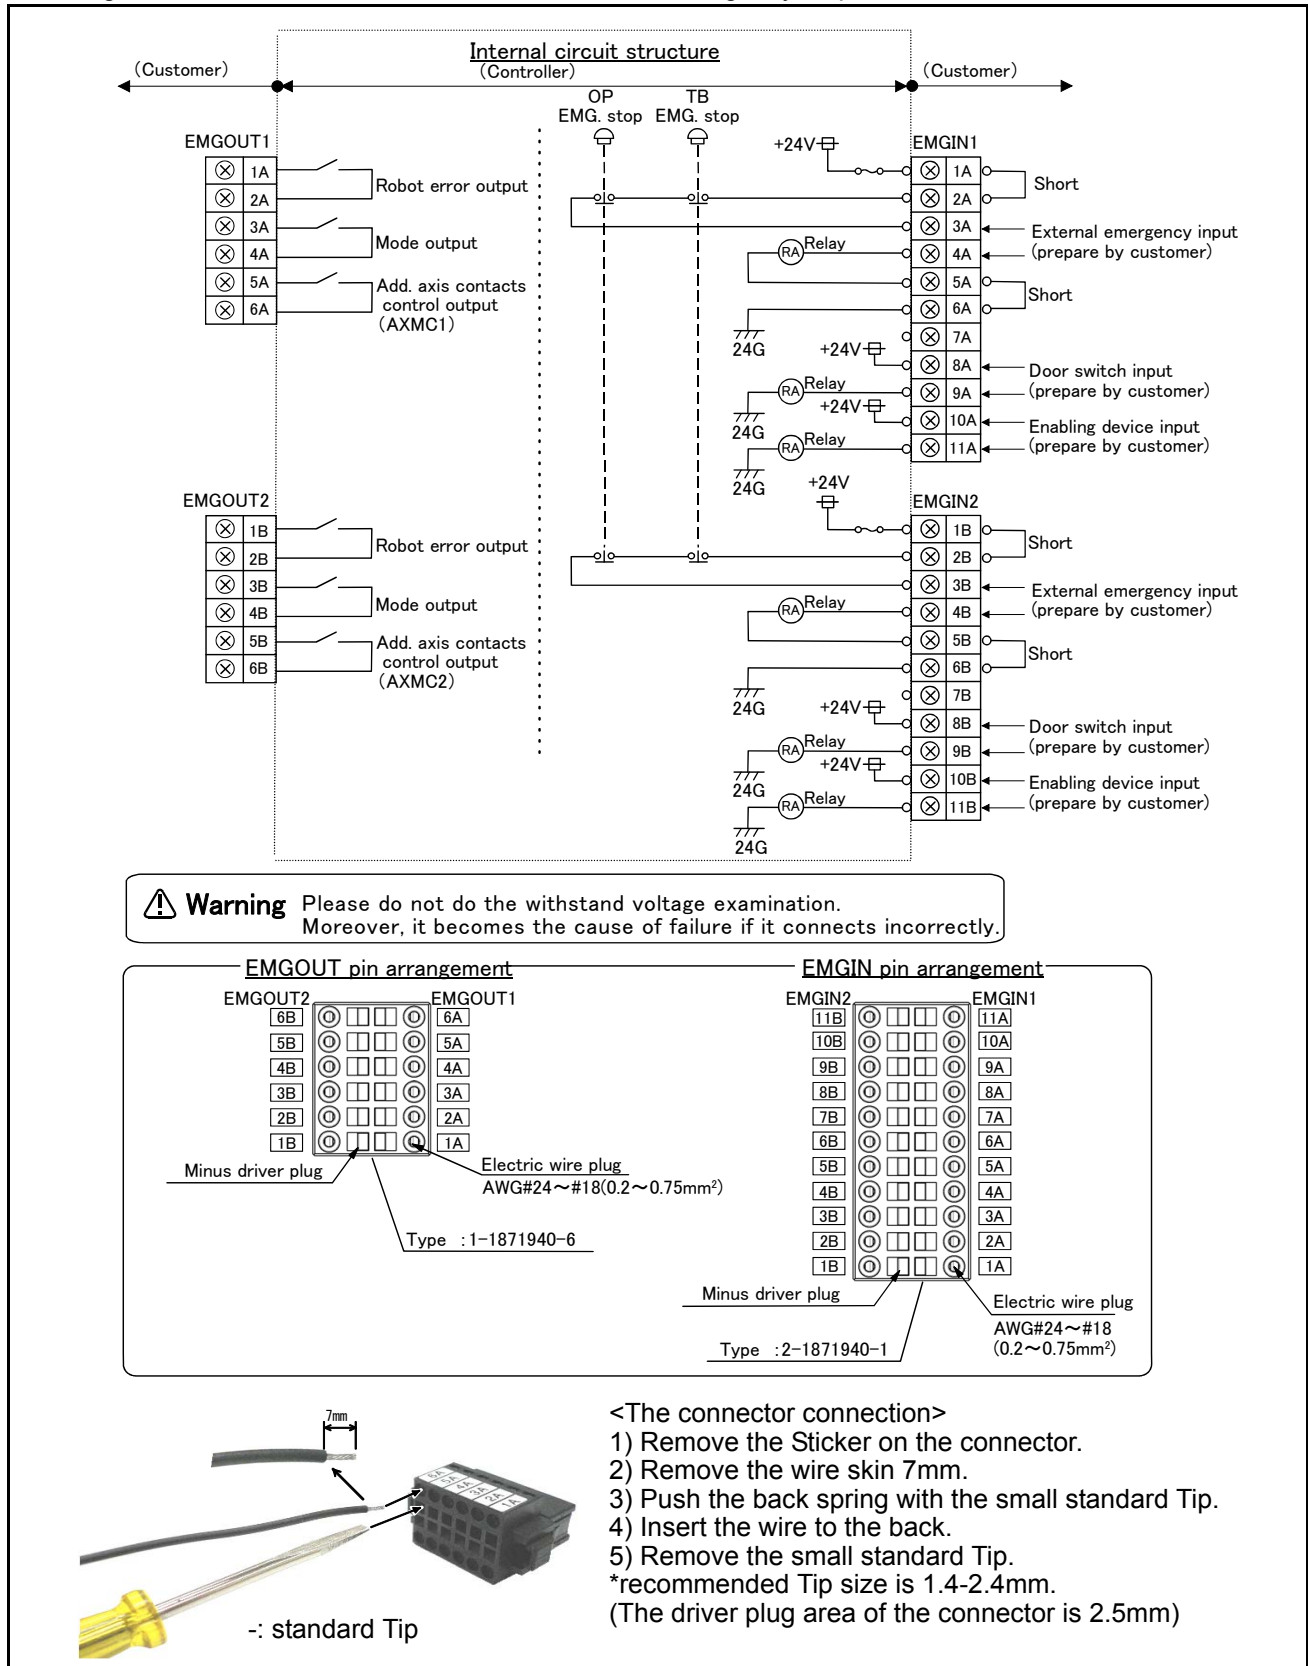 Internal circuit structure
(Customer)
(Controller)
(Customer)
OP
EMG. stop
TB
EMG. stop
EMGOUT1
1A
2A
3A
4A
5A
6A
Robot error output
Mode output
Add. axis contacts
control output
(AXMC1)
+24V
EMGIN1
1A
2A
3A
4A
5A
6A
7A
8A
9A
10A
11A
Short
External emergency input
(prepare by customer)
RA
Relay
Short
24G
+24V
Door switch input
(prepare by customer)
RA
Relay
24G
+24V
Enabling device input
(prepare by customer)
RA
Relay
24G
EMGOUT2
1B
2B
3B
4B
5B
6B
Robot error output
Mode output
Add. axis contacts
control output
(AXMC2)
+24V
EMGIN2
1B
2B
3B
4B
5B
6B
7B
8B
9B
10B
11B
Short
External emergency input
(prepare by customer)
RA
Relay
Short
24G
+24V
Door switch input
(prepare by customer)
RA
Relay
24G
+24V
Enabling device input
(prepare by customer)
RA
Relay
24G
Warning
Please do not do the withstand voltage examination.
Moreover, it becomes the cause of failure if it connects incorrectly.
EMGOUT pin arrangement
EMGOUT2
EMGOUT1
6B
6A
5B
5A
4B
4A
3B
3A
2B
2A
1B
1A
Minus driver plug
Electric wire plug
AWG#24～#18(0.2～0.75mm²)
Type :1-1871940-6
EMGIN pin arrangement
EMGIN2
EMGIN1
11B
11A
10B
10A
9B
9A
8B
8A
7B
7A
6B
6A
5B
5A
4B
4A
3B
3A
2B
2A
1B
1A
Minus driver plug
Electric wire plug
AWG#24～#18
(0.2～0.75mm²)
Type :2-1871940-1
7mm
6A
5A
4A
3A
2A
1A
-: standard Tip
<The connector connection>
1) Remove the Sticker on the connector.
2) Remove the wire skin 7mm.
3) Push the back spring with the small standard Tip.
4) Insert the wire to the back.
5) Remove the small standard Tip.
*recommended Tip size is 1.4-2.4mm.
(The driver plug area of the connector is 2.5mm)